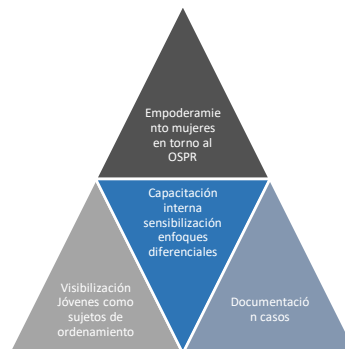 Empoderamie
nto mujeres
en torno al
OSPR
Capacitación
interna
sensibilización
enfoques
diferenciales
Visibilización
Jóvenes como
sujetos de
ordenamiento
Documentació
n casos